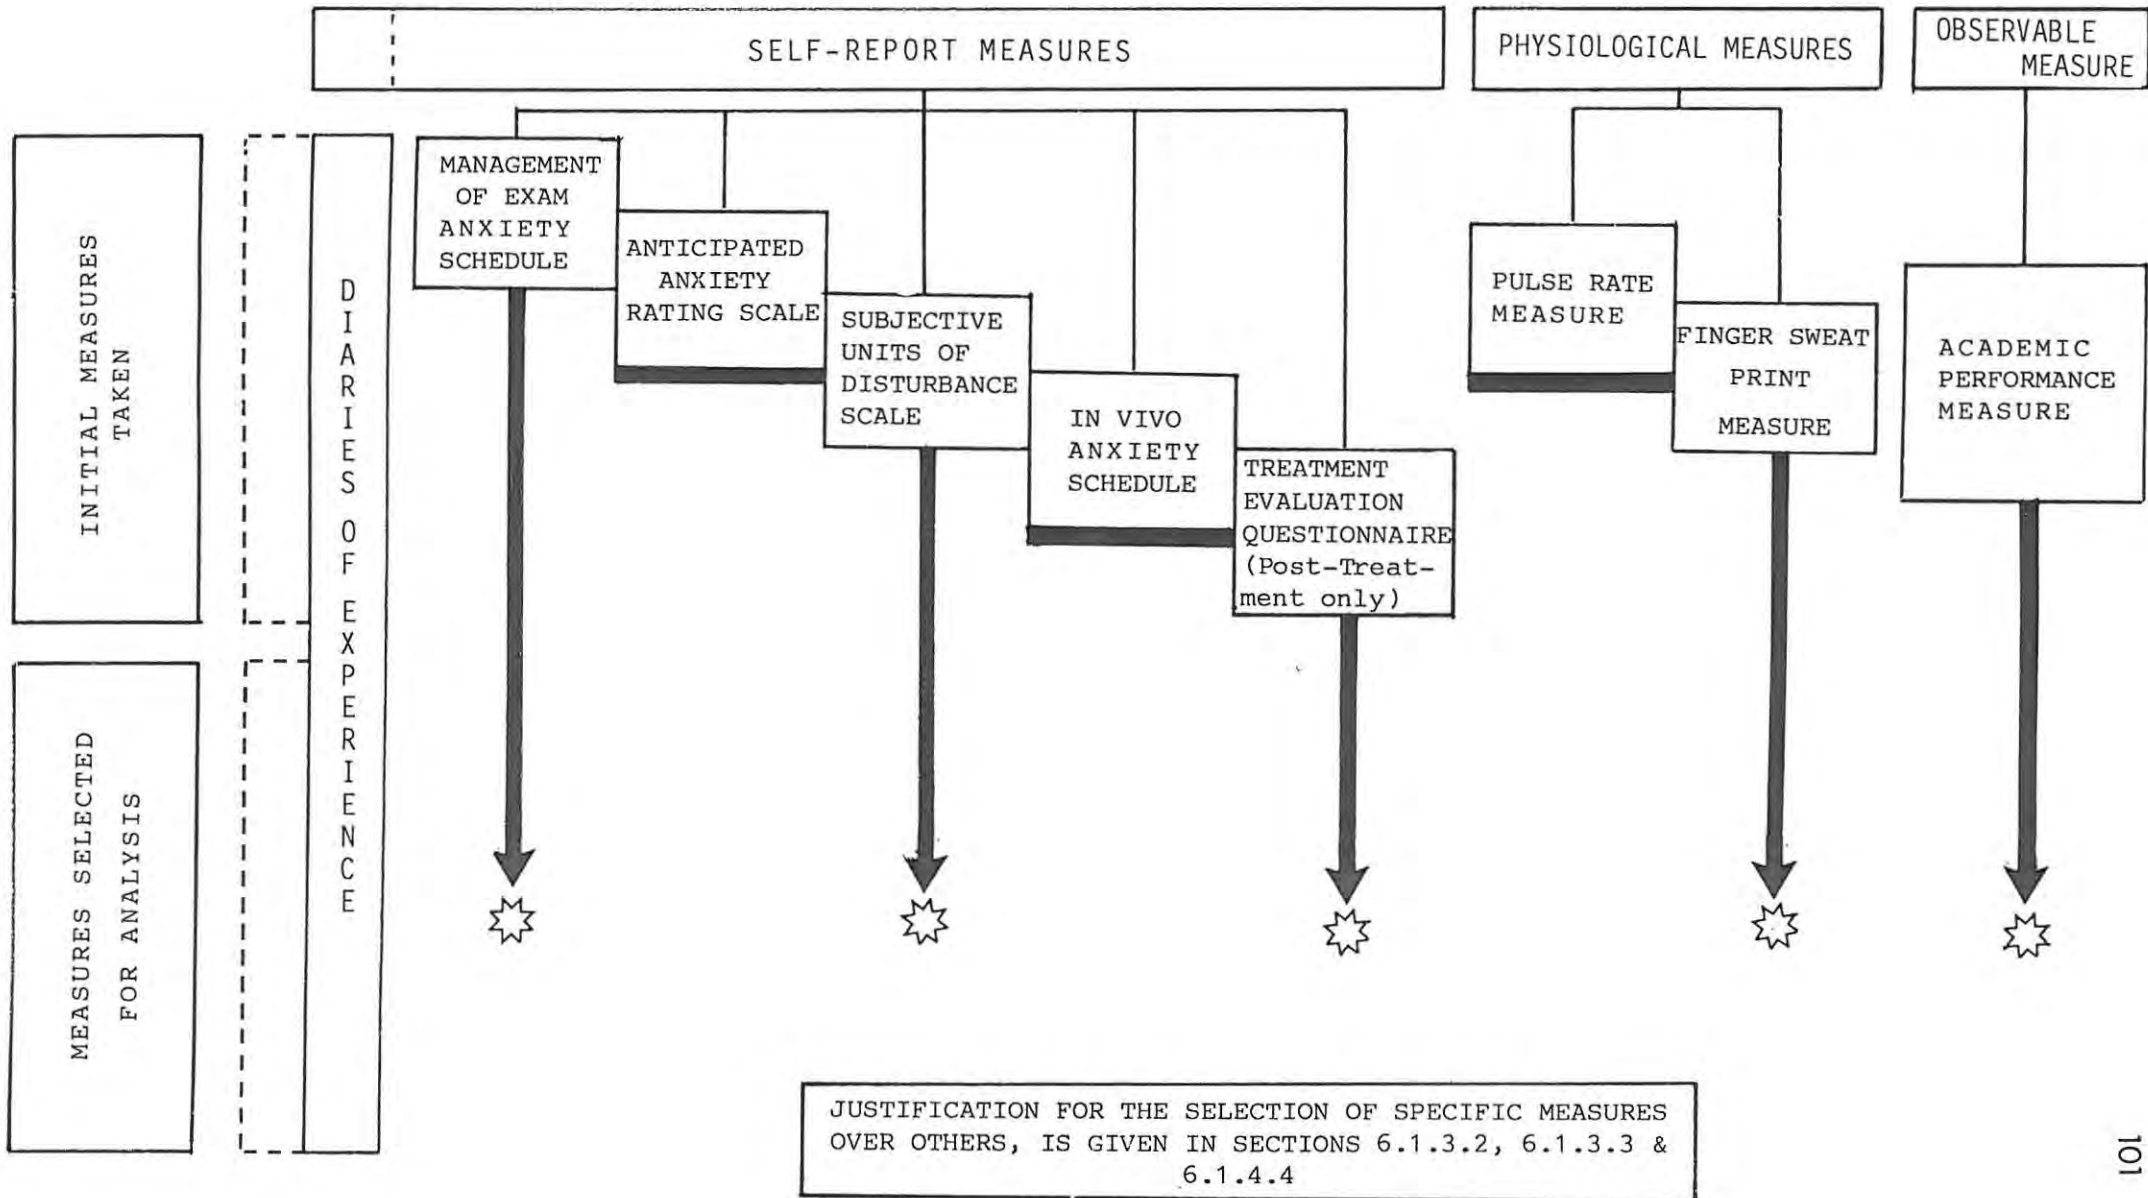 SELF-REPORT MEASURES
PHYSIOLOGICAL MEASURES
OBSERVABLE
MEASURE
INITIAL MEASURES
TAKEN
MEASURES SELECTED
FOR ANALYSIS
DIARIES OF EXPERIENCE
MANAGEMENT
OF EXAM
ANXIETY
SCHEDULE
ANTICIPATED
ANXIETY
RATING SCALE
SUBJECTIVE
UNITS OF
DISTURBANCE
SCALE
IN VIVO
ANXIETY
SCHEDULE
TREATMENT
EVALUATION
QUESTIONNAIRE
(Post-Treat-
ment only)
PULSE RATE
MEASURE
FINGER SWEAT
PRINT
MEASURE
ACADEMIC
PERFORMANCE
MEASURE
JUSTIFICATION FOR THE SELECTION OF SPECIFIC MEASURES
OVER OTHERS, IS GIVEN IN SECTIONS 6.1.3.2, 6.1.3.3 &
6.1.4.4
101